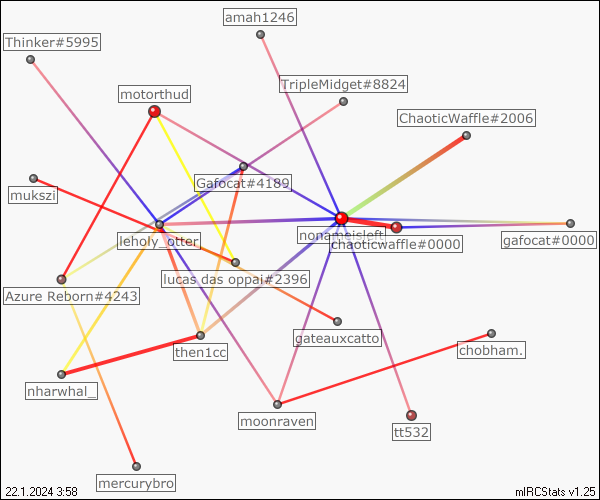 amah1246
Thinker#5995
TripleMidget#8824
motorthud
ChaoticWaffle#2006
Gafocat#4189
mukszi
nonameisleft
leholy_otter
chaoticwaffle#0000
gafocat#0000
lucas das oppai#2396
Azure Reborn#4243
gateauxcatto
then1cc
chobham.
nharwhal_
moonraven
tt532
mercurybro
22.1.2024 3:58
mIRCStats v1.25